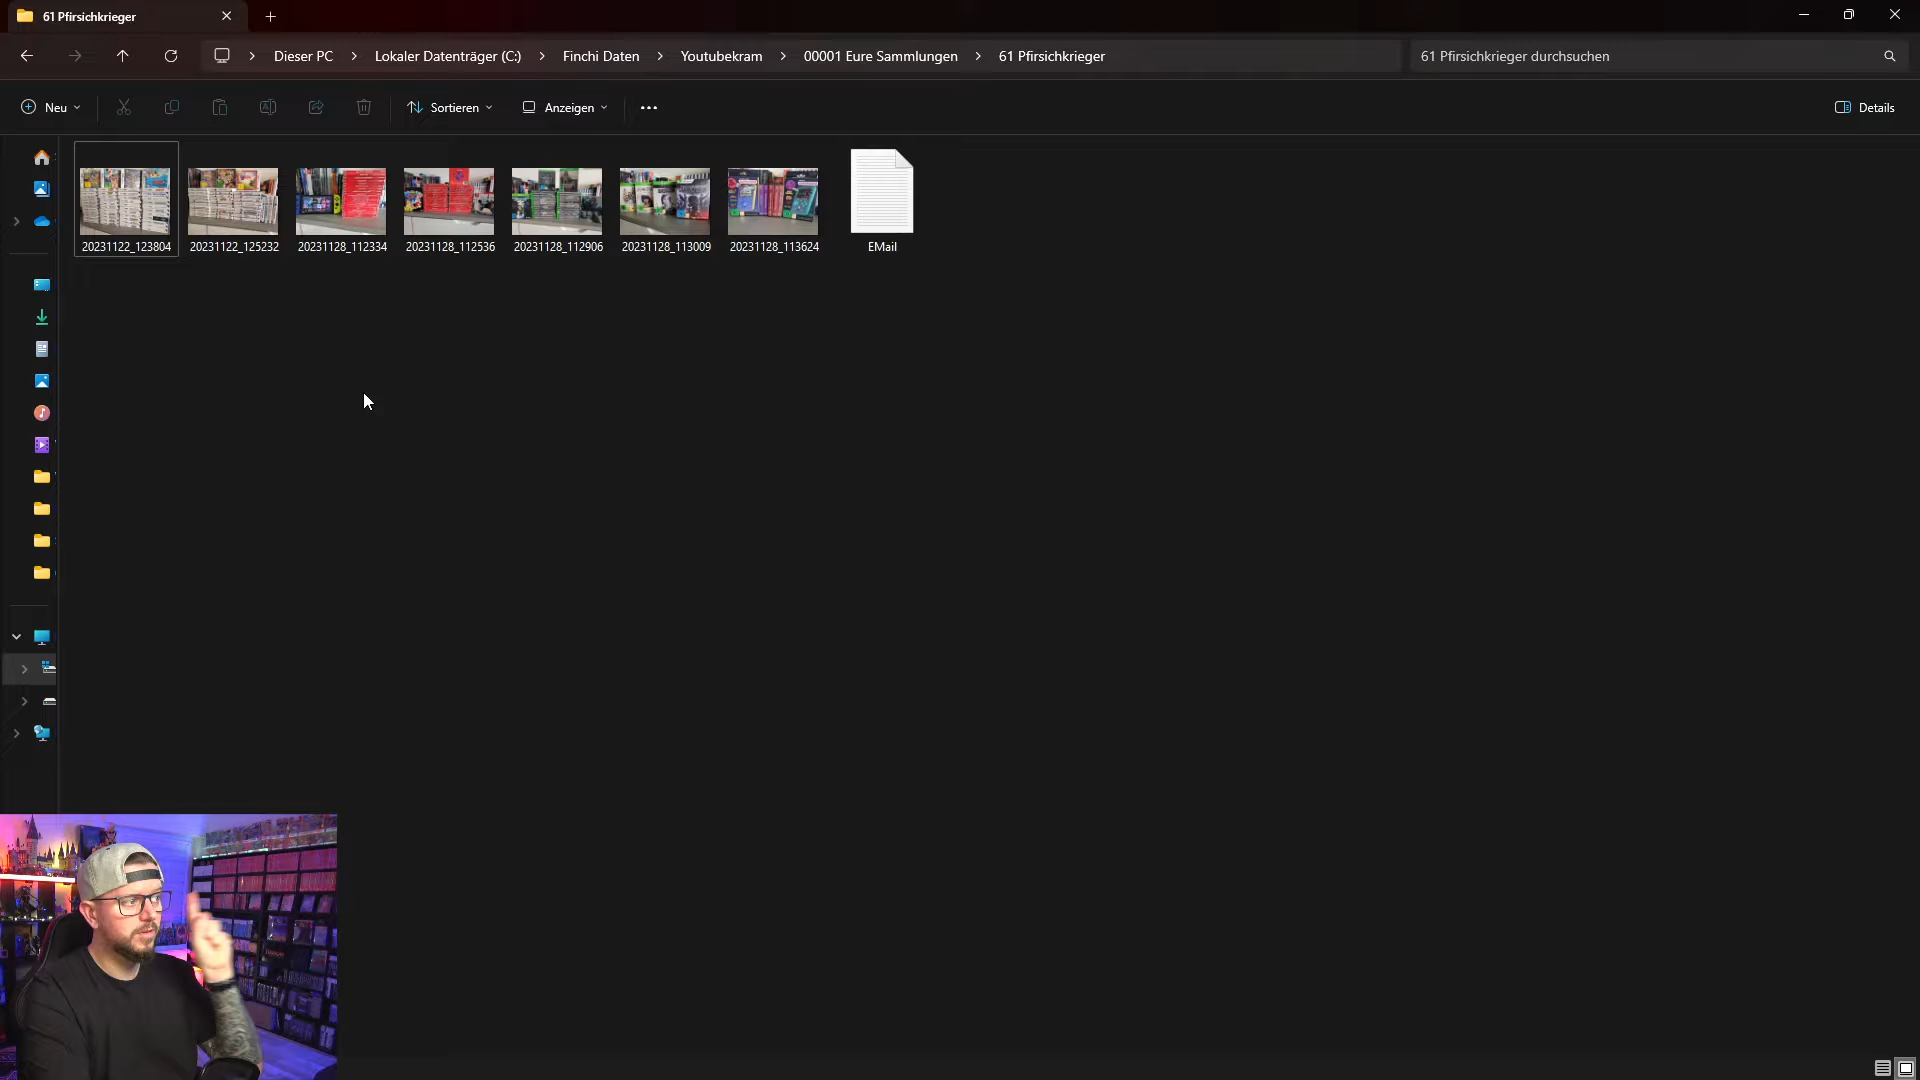 61 Pfirsichkrieger
Dieser PC
Lokaler Datenträger (C:)
Finchi Daten
Youtubekram
00001 Eure Sammlungen
61 Pfirsichkrieger
61 Pfirsichkrieger durchsuchen
Neu
Sortieren
Anzeigen
Details
20231122_123804
20231122_125232
20231128_112334
20231128_112536
20231128_112906
20231128_113009
20231128_113624
EMail